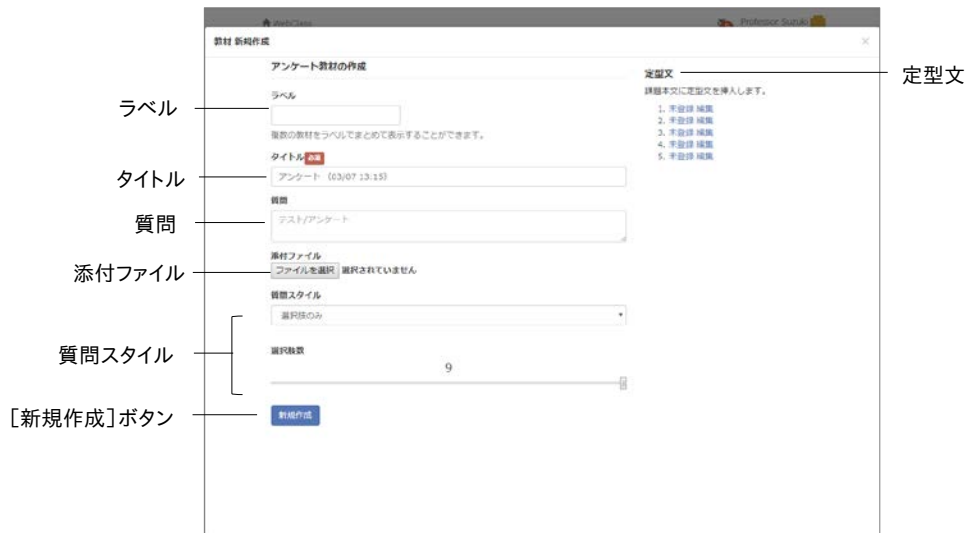 WebClass
Professor Suzuki
教材 新規作成
×
アンケート教材の作成
ラベル
ラベル
複数の教材をラベルでまとめて表示することができます。
タイトル
タイトル 必須
アンケート (03/07 13:15)
質問
質問
テスト/アンケート
添付ファイル
添付ファイル
ファイルを選択 選択されていません
質問スタイル
質問スタイル
選択肢のみ
選択肢数
9
[新規作成]ボタン
新規作成
定型文
定型文
課題本文に定型文を挿入します。
1. 未登録 編集
2. 未登録 編集
3. 未登録 編集
4. 未登録 編集
5. 未登録 編集